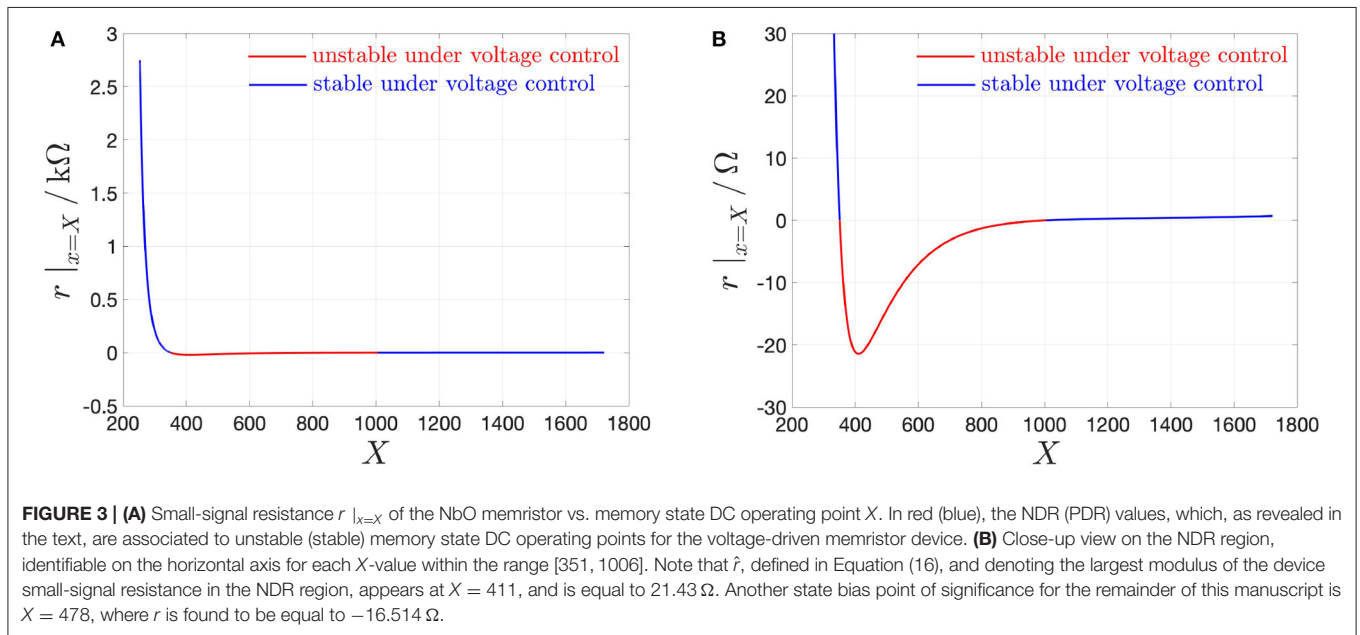 A
3
2.5
2
1.5
1
0.5
0
-0.5
200 400 600 800 1000 1200 1400 1600 1800
r |x=X / kΩ
X
unstable under voltage control
stable under voltage control
B
30
20
10
0
-10
-20
-30
200 400 600 800 1000 1200 1400 1600 1800
r |x=X / Ω
X
unstable under voltage control
stable under voltage control
FIGURE 3 | (A) Small-signal resistance r |x=X of the NbO memristor vs. memory state DC operating point X. In red (blue), the NDR (PDR) values, which, as revealed in
the text, are associated to unstable (stable) memory state DC operating points for the voltage-driven memristor device. (B) Close-up view on the NDR region,
identifiable on the horizontal axis for each X-value within the range [351, 1006]. Note that r̂, defined in Equation (16), and denoting the largest modulus of the device
small-signal resistance in the NDR region, appears at X = 411, and is equal to 21.43 Ω. Another state bias point of significance for the remainder of this manuscript is
X = 478, where r is found to be equal to −16.514 Ω.